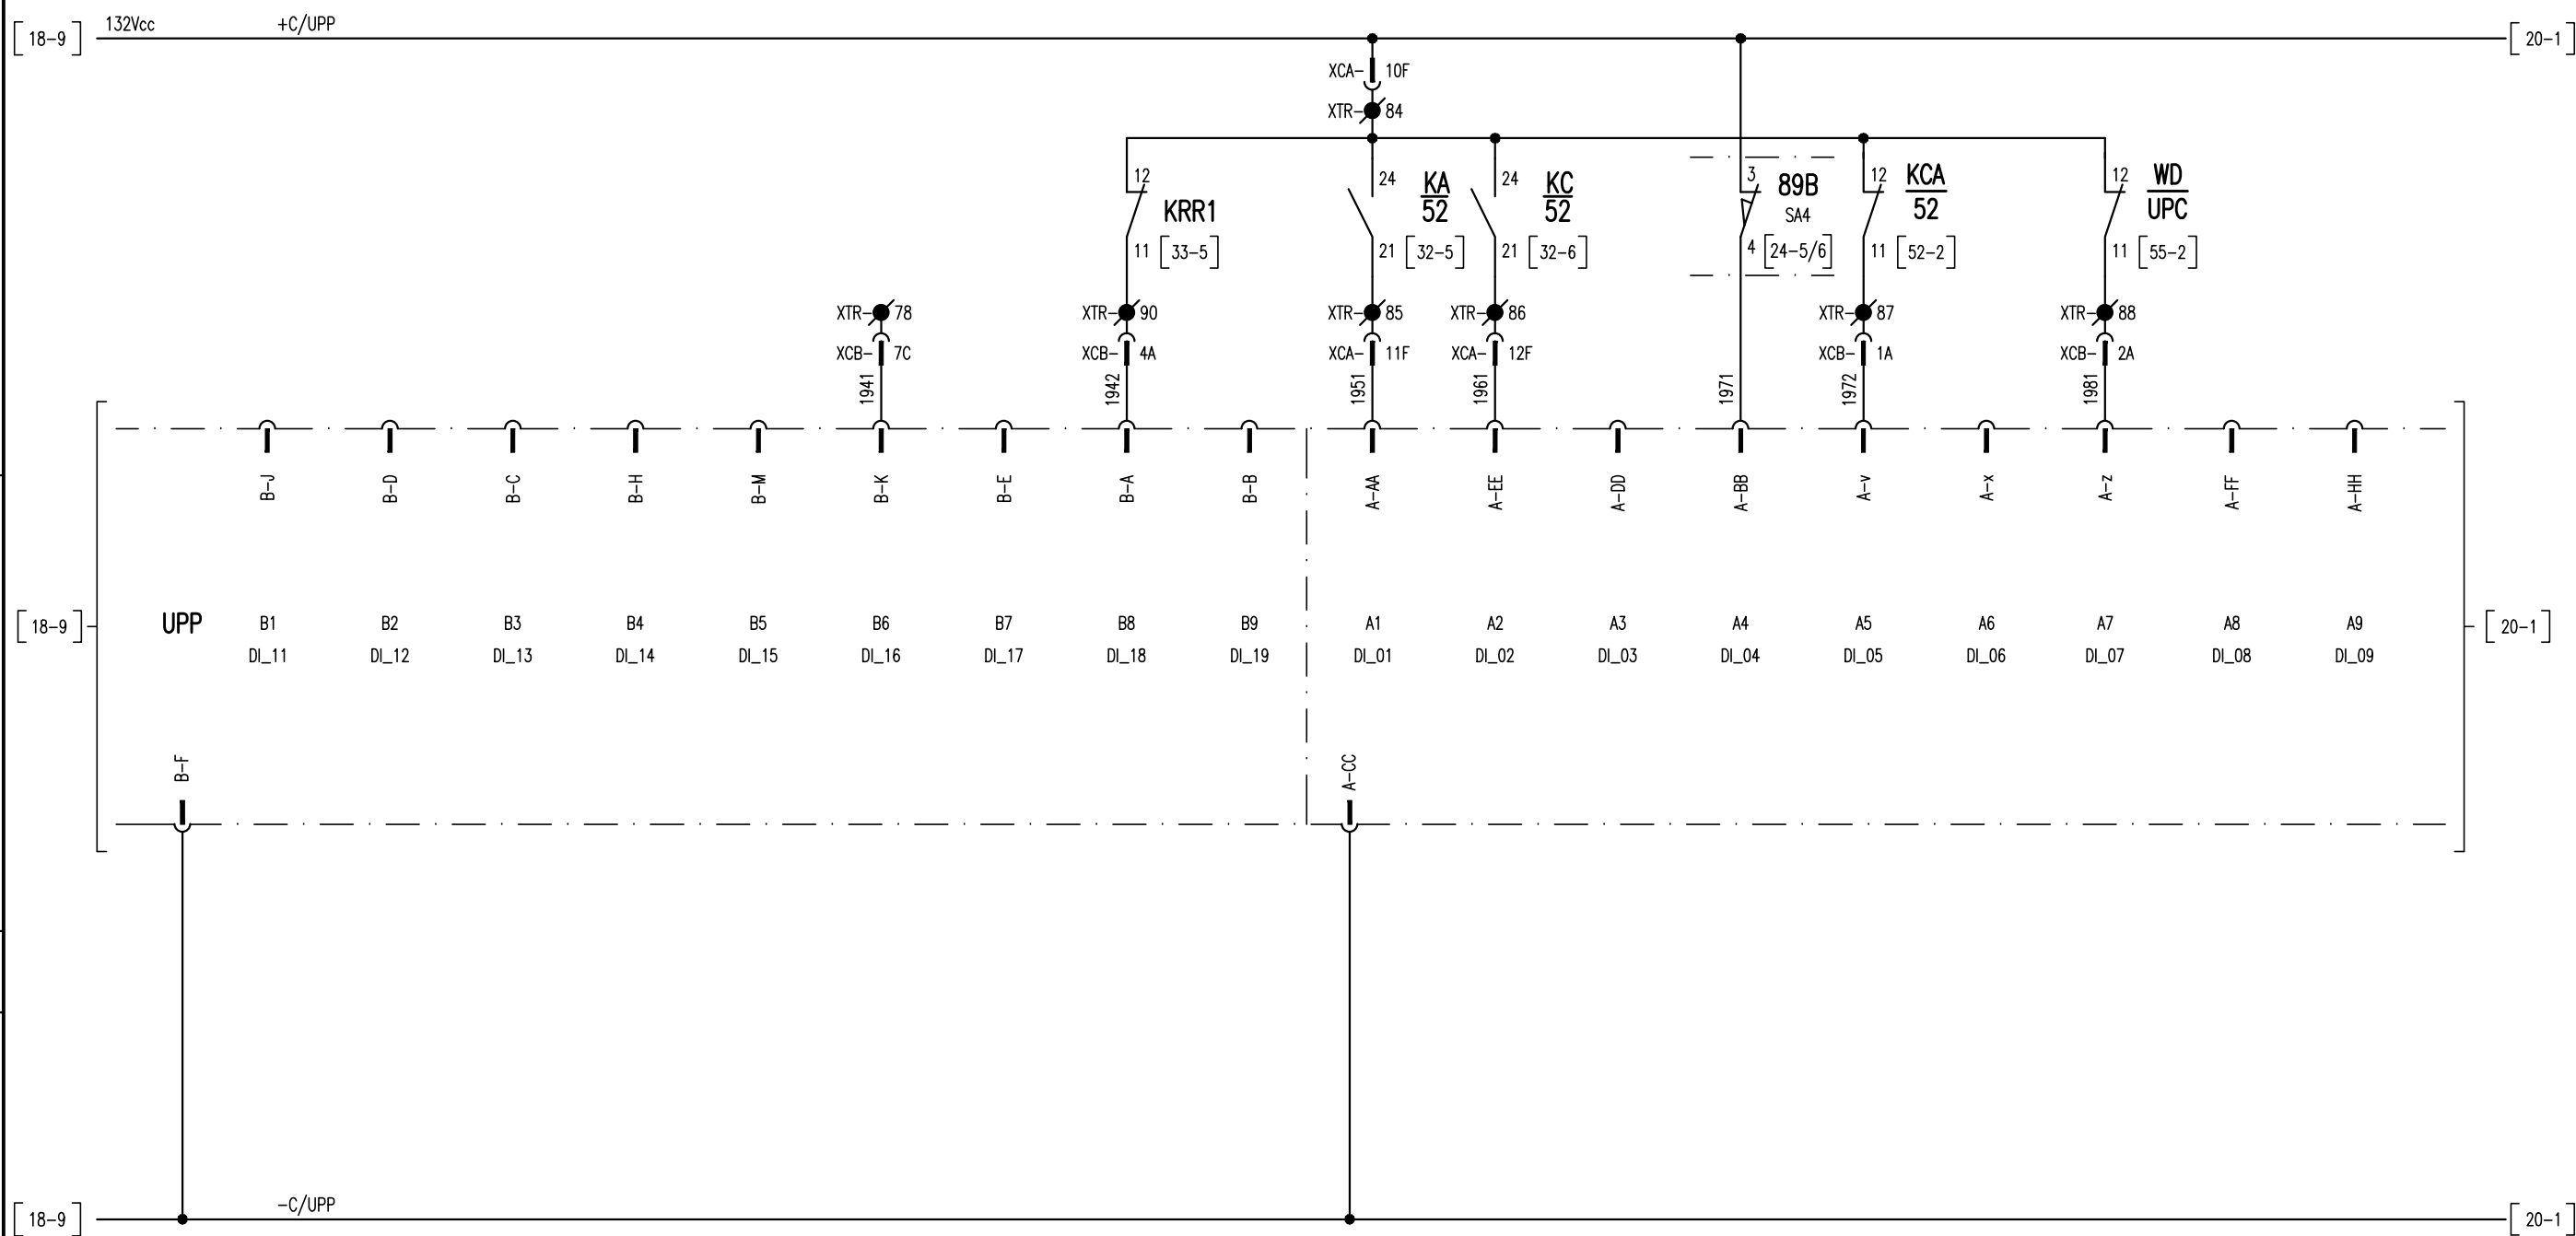 132Vcc +C/UPP
18-9 20-1
XCA- 10F
XTR- 84
12 KRR1 11 33-5
24 KA 52 21 32-5
24 KC 52 21 32-6
3 89B SA4 4 24-5/6
12 KCA 52 11 52-2
12 WD UPC 11 55-2
XTR- 78 XTR- 90 XTR- 85 XTR- 86 XTR- 87 XTR- 88
XCB- 7C XCB- 4A XCA- 11F XCA- 12F XCB- 1A XCB- 2A
1941 1942 1951 1961 1971 1972 1981
B-J B-D B-C B-H B-M B-K B-E B-A B-B A-AA A-EE A-DD A-BB A-v A-x A-z A-FF A-HH
18-9 UPP B1 B2 B3 B4 B5 B6 B7 B8 B9 A1 A2 A3 A4 A5 A6 A7 A8 A9 20-1
DI_11 DI_12 DI_13 DI_14 DI_15 DI_16 DI_17 DI_18 DI_19 DI_01 DI_02 DI_03 DI_04 DI_05 DI_06 DI_07 DI_08 DI_09
B-F A-CC
-C/UPP
18-9 20-1